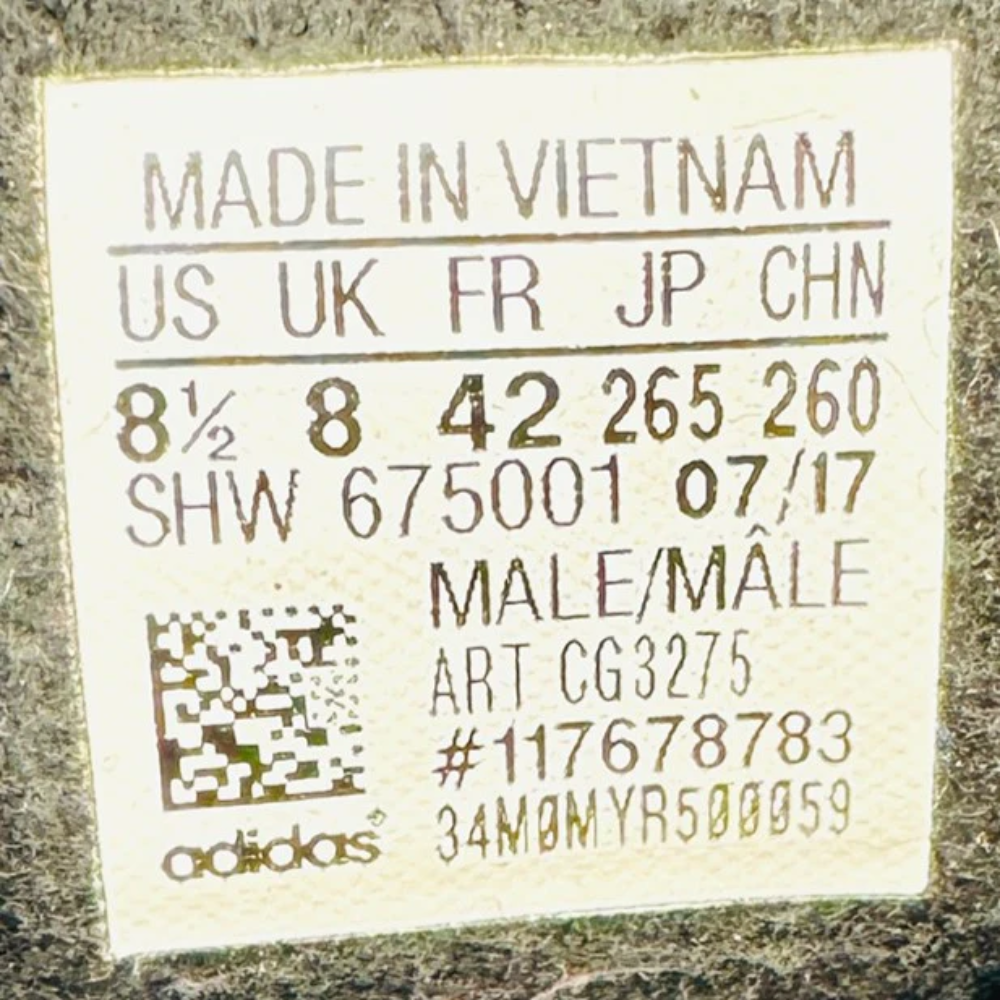 MADE IN VIETNAM
US UK FR JP CHN
8½ 8 42 265 260
SHW 675001 07/17
MALE/MÂLE
ART CG3275
#117678783
34M0MYR500059
adidas®